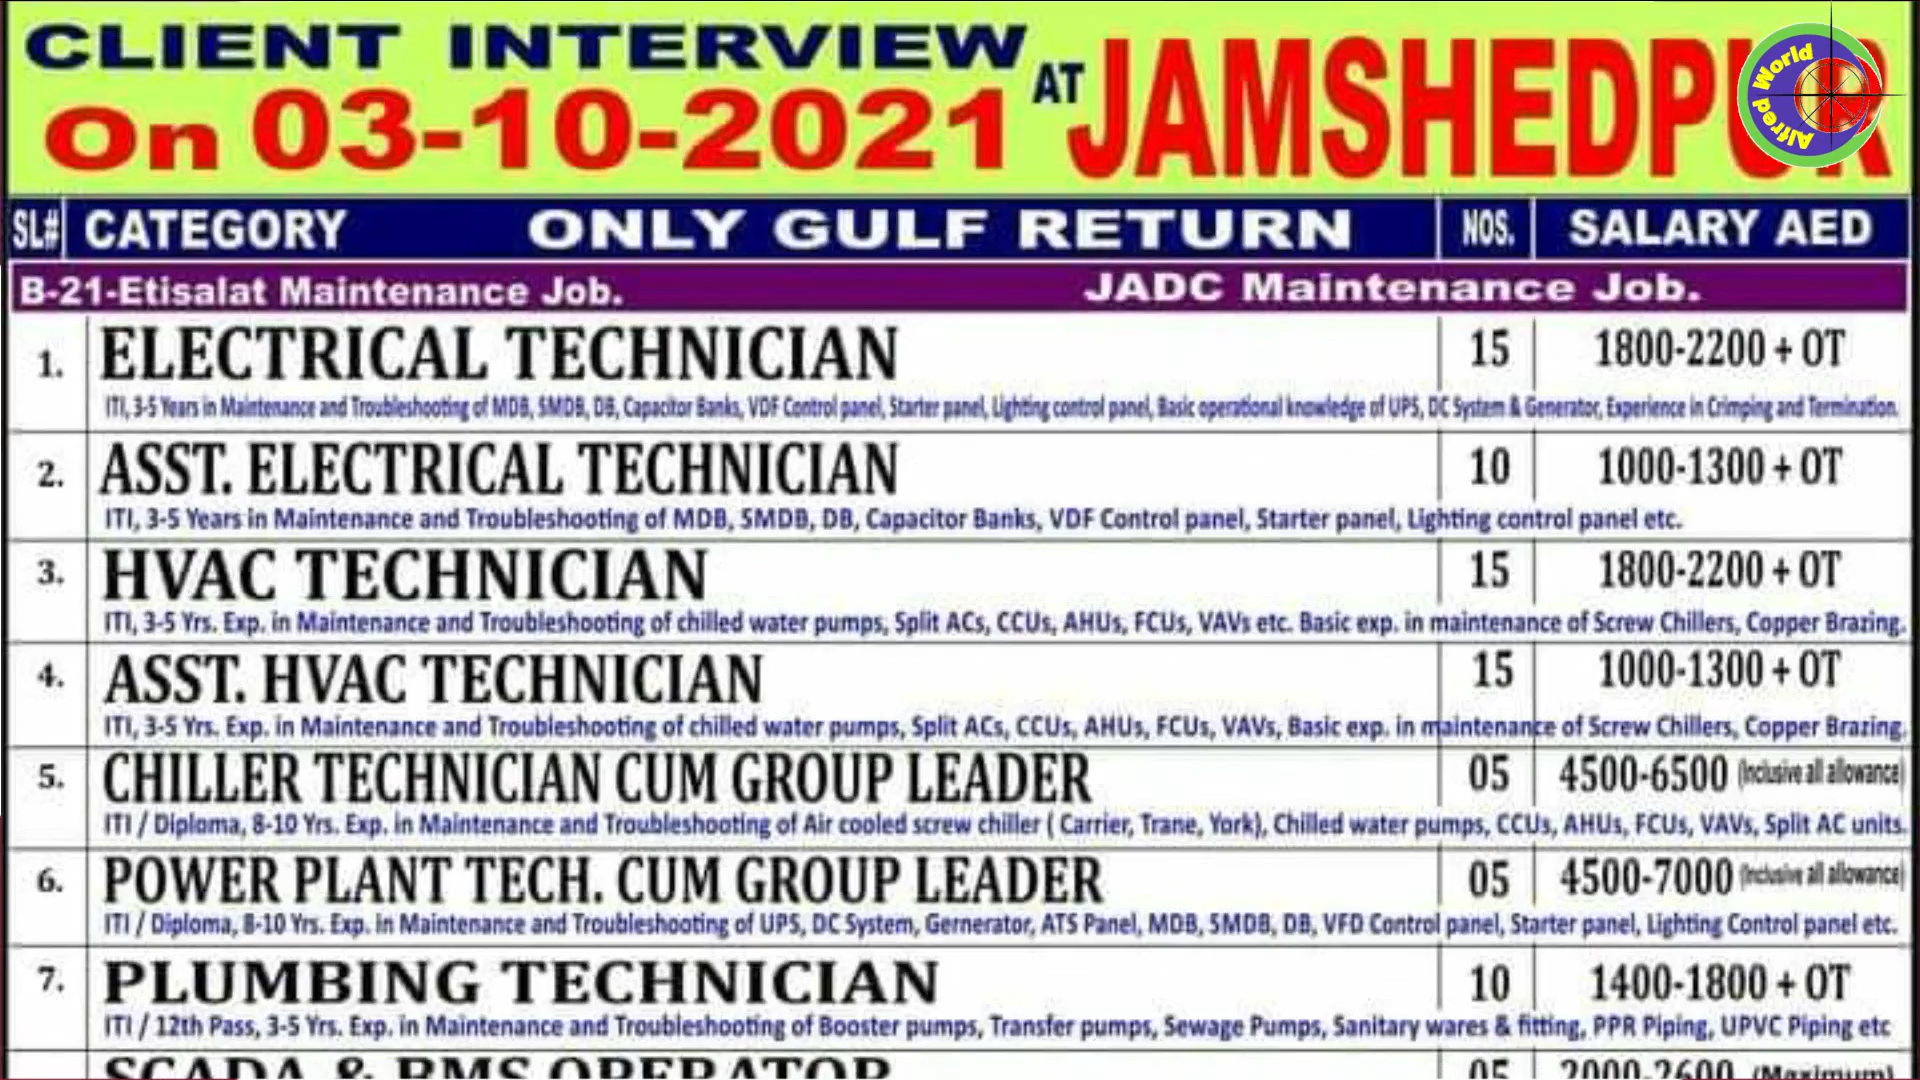 CLIENT INTERVIEW
On 03-10-2021
AT
JAMSHEDPUR
Alfred World
SL# CATEGORY ONLY GULF RETURN NOS. SALARY AED
B-21-Etisalat Maintenance Job. JADC Maintenance Job.
1. ELECTRICAL TECHNICIAN 15 1800-2200 + OT
ITI, 3-5 Years in Maintenance and Troubleshooting of MDB, SMDB, DB, Capacitor Banks, VDF Control panel, Starter panel, Lighting control panel, Basic operational knowledge of UPS, DC System & Generator, Experience in Crimping and Termination.
2. ASST. ELECTRICAL TECHNICIAN 10 1000-1300 + OT
ITI, 3-5 Years in Maintenance and Troubleshooting of MDB, SMDB, DB, Capacitor Banks, VDF Control panel, Starter panel, Lighting control panel etc.
3. HVAC TECHNICIAN 15 1800-2200 + OT
ITI, 3-5 Yrs. Exp. in Maintenance and Troubleshooting of chilled water pumps, Split ACs, CCUs, AHUs, FCUs, VAVs etc. Basic exp. in maintenance of Screw Chillers, Copper Brazing.
4. ASST. HVAC TECHNICIAN 15 1000-1300 + OT
ITI, 3-5 Yrs. Exp. in Maintenance and Troubleshooting of chilled water pumps, Split ACs, CCUs, AHUs, FCUs, VAVs, Basic exp. in maintenance of Screw Chillers, Copper Brazing.
5. CHILLER TECHNICIAN CUM GROUP LEADER 05 4500-6500 (Inclusive all allowance)
ITI / Diploma, 8-10 Yrs. Exp. in Maintenance and Troubleshooting of Air cooled screw chiller ( Carrier, Trane, York), Chilled water pumps, CCUs, AHUs, FCUs, VAVs, Split AC units.
6. POWER PLANT TECH. CUM GROUP LEADER 05 4500-7000 (Inclusive all allowance)
ITI / Diploma, 8-10 Yrs. Exp. in Maintenance and Troubleshooting of UPS, DC System, Gernerator, ATS Panel, MDB, SMDB, DB, VFD Control panel, Starter panel, Lighting Control panel etc.
7. PLUMBING TECHNICIAN 10 1400-1800 + OT
ITI / 12th Pass, 3-5 Yrs. Exp. in Maintenance and Troubleshooting of Booster pumps, Transfer pumps, Sewage Pumps, Sanitary wares & fitting, PPR Piping, UPVC Piping etc
SCADA & BMS OPERATOR 05 2000-2600 (Maximum)